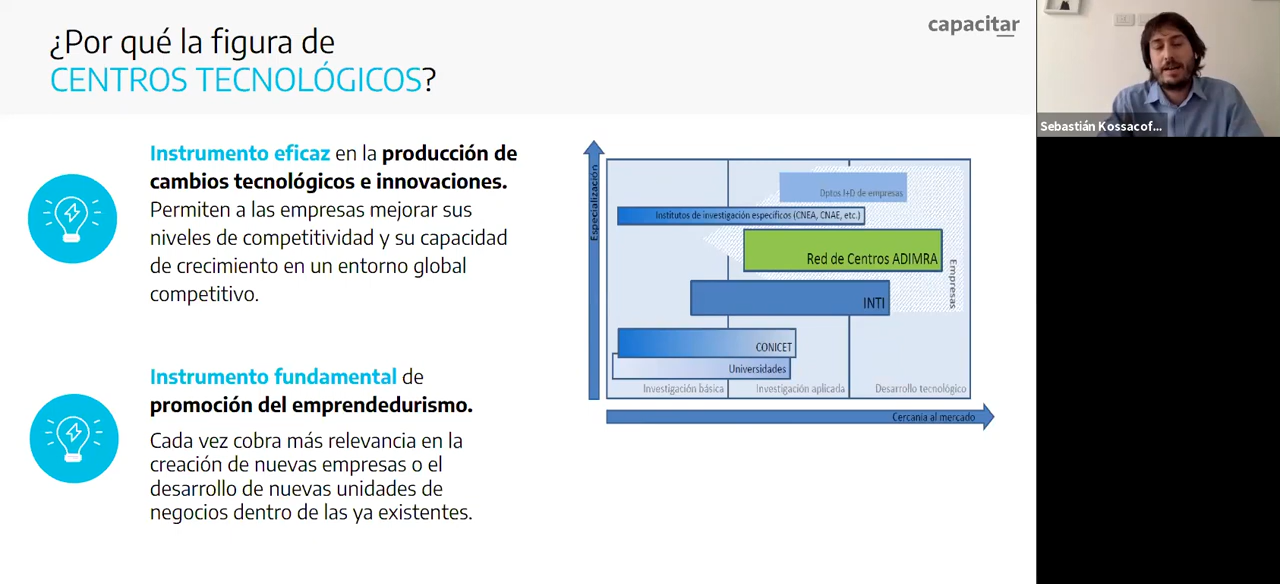 ¿Por qué la figura de
CENTROS TECNOLÓGICOS?
capacitar
Sebastián Kossacof...
Instrumento eficaz en la producción de
cambios tecnológicos e innovaciones.
Permiten a las empresas mejorar sus
niveles de competitividad y su capacidad
de crecimiento en un entorno global
competitivo.
Instrumento fundamental de
promoción del emprendedurismo.
Cada vez cobra más relevancia en la
creación de nuevas empresas o el
desarrollo de nuevas unidades de
negocios dentro de las ya existentes.
Especialización
Dptos I+D de empresas
Institutos de investigación específicos (CNEA, CNAE, etc.)
Red de Centros ADIMRA
Empresas
INTI
CONICET
Universidades
Investigación básica
Investigación aplicada
Desarrollo tecnológico
Cercanía al mercado